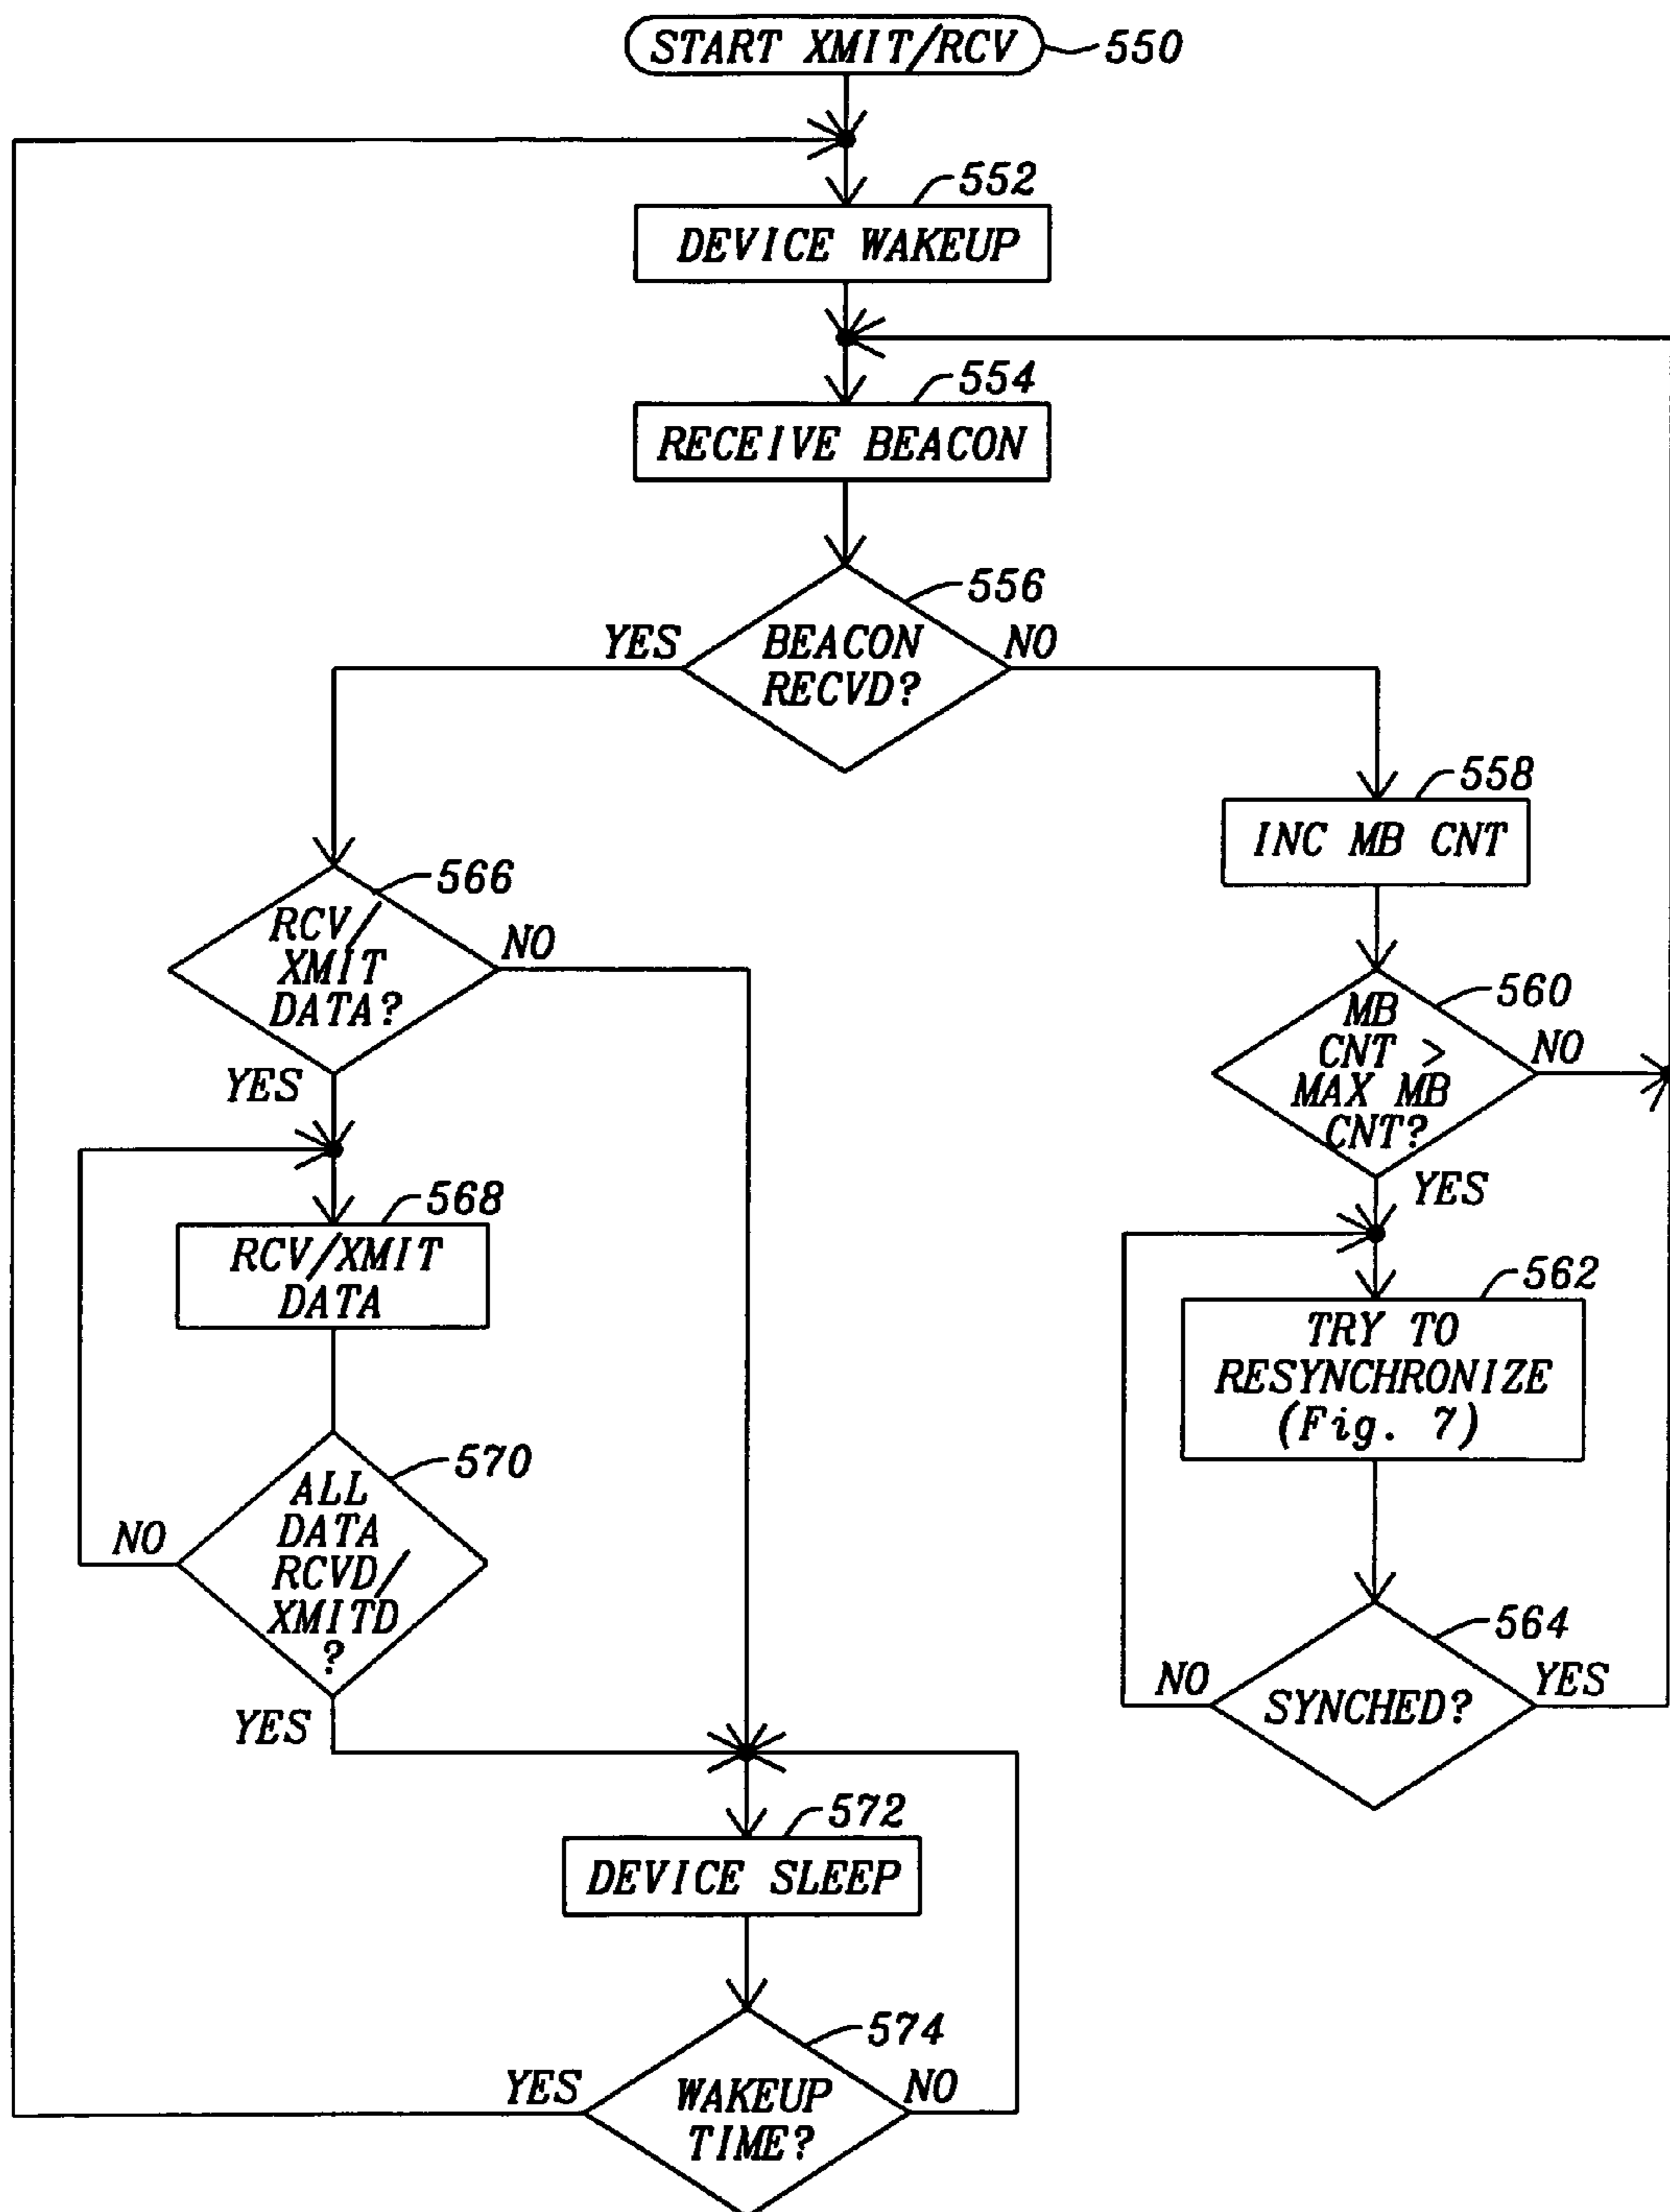 START XMIT/RCV
550
552
DEVICE WAKEUP
554
RECEIVE BEACON
556
YES
BEACON
RECVD?
NO
558
INC MB CNT
566
RCV/
XMIT
DATA?
NO
YES
560
MB
CNT >
MAX MB
CNT?
NO
YES
568
RCV/XMIT
DATA
562
TRY TO
RESYNCHRONIZE
(Fig. 7)
570
ALL
DATA
RCVD/
XMITD
?
NO
YES
564
NO
SYNCHED?
YES
572
DEVICE SLEEP
574
YES
WAKEUP
TIME?
NO